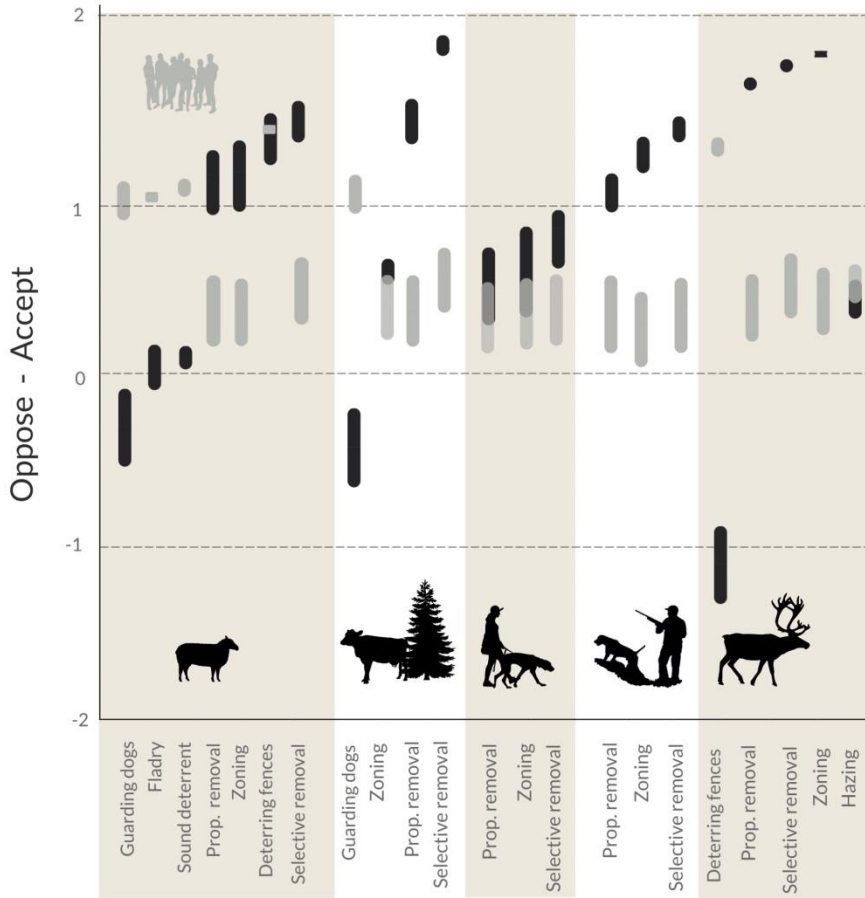 Oppose - Accept
2
1
0
-1
-2
Guarding dogs
Fladry
Sound deterrent
Prop. removal
Zoning
Deterring fences
Selective removal
Guarding dogs
Zoning
Prop. removal
Selective removal
Prop. removal
Zoning
Selective removal
Prop. removal
Zoning
Selective removal
Deterring fences
Prop. removal
Selective removal
Zoning
Hazing